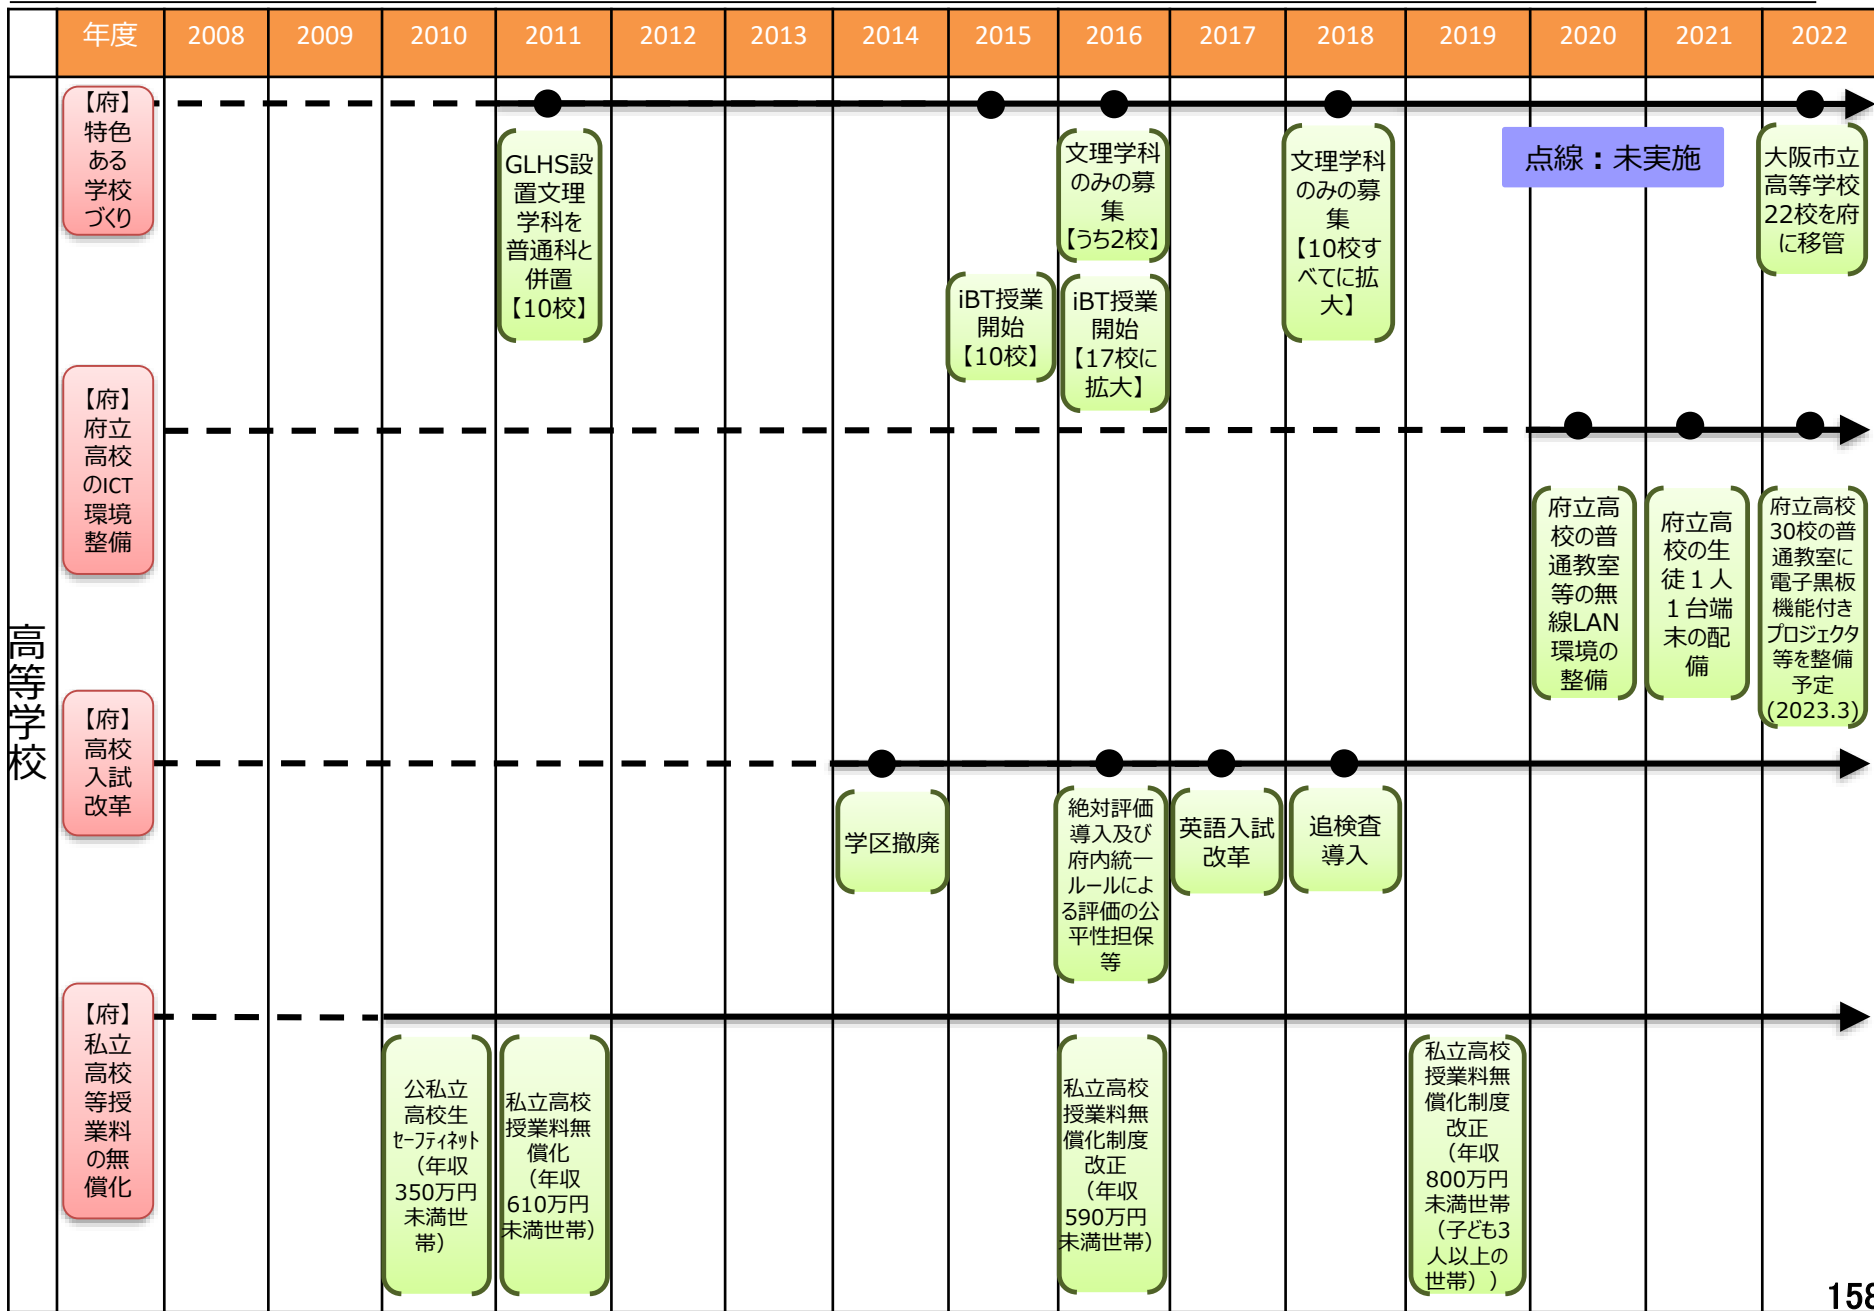 年度 2008 2009 2010 2011 2012 2013 2014 2015 2016 2017 2018 2019 2020 2021 2022
高等学校
【府】
特色
ある
学校
づくり
GLHS設
置文理
学科を
普通科と
併置
【10校】
iBT授業
開始
【10校】
文理学科
のみの募
集
【うち2校】
iBT授業
開始
【17校に
拡大】
文理学科
のみの募
集
【10校す
べてに拡
大】
点線：未実施
大阪市立
高等学校
22校を府
に移管
【府】
府立
高校
のICT
環境
整備
府立高
校の普
通教室
等の無
線LAN
環境の
整備
府立高
校の生
徒１人
１台端
末の配
備
府立高校
30校の普
通教室に
電子黒板
機能付き
プロジェクタ
等を整備
予定
(2023.3)
【府】
高校
入試
改革
学区撤廃
絶対評価
導入及び
府内統一
ルールによ
る評価の公
平性担保
等
英語入試
改革
追検査
導入
【府】
私立
高校
等授
業料
の無
償化
公私立
高校生
セーフティネット
（年収
350万円
未満世
帯）
私立高校
授業料無
償化
（年収
610万円
未満世帯）
私立高校
授業料無
償化制度
改正
（年収
590万円
未満世帯）
私立高校
授業料無
償化制度
改正
（年収
800万円
未満世帯
（子ども3
人以上の
世帯））
158